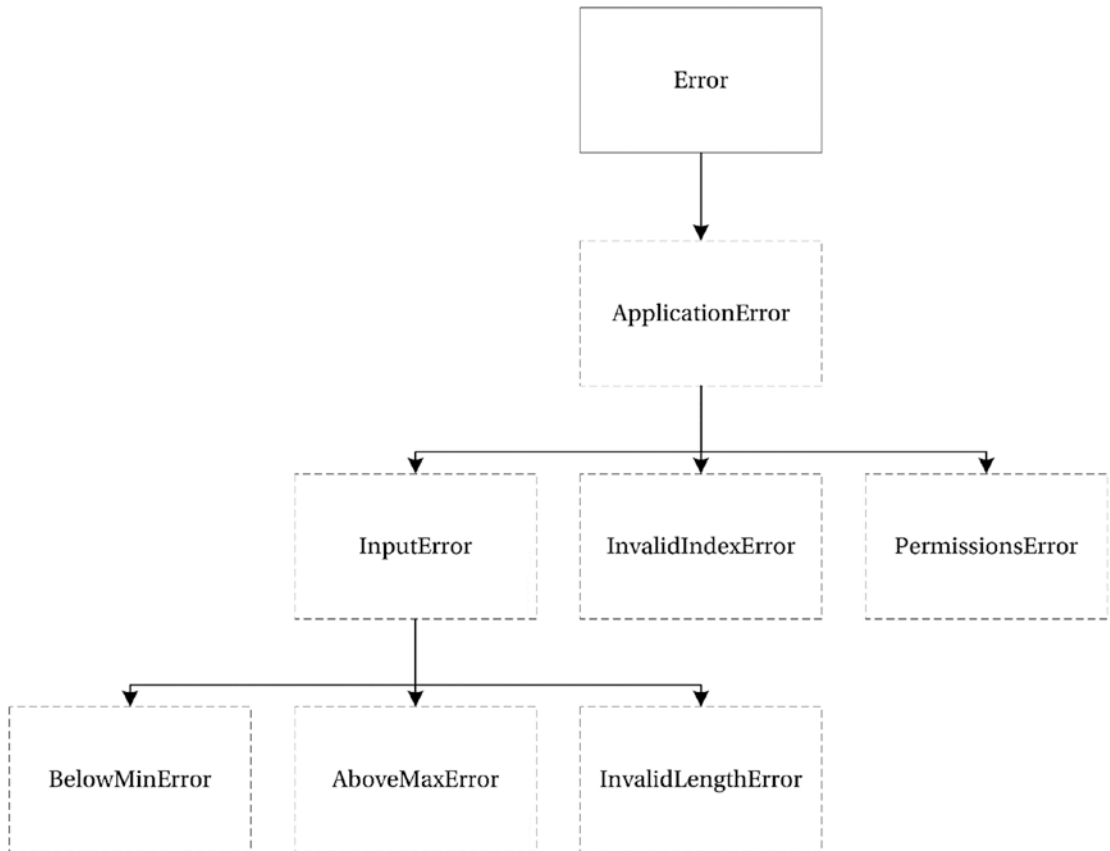 Error
ApplicationError
InputError
InvalidIndexError
PermissionsError
BelowMinError
AboveMaxError
InvalidLengthError